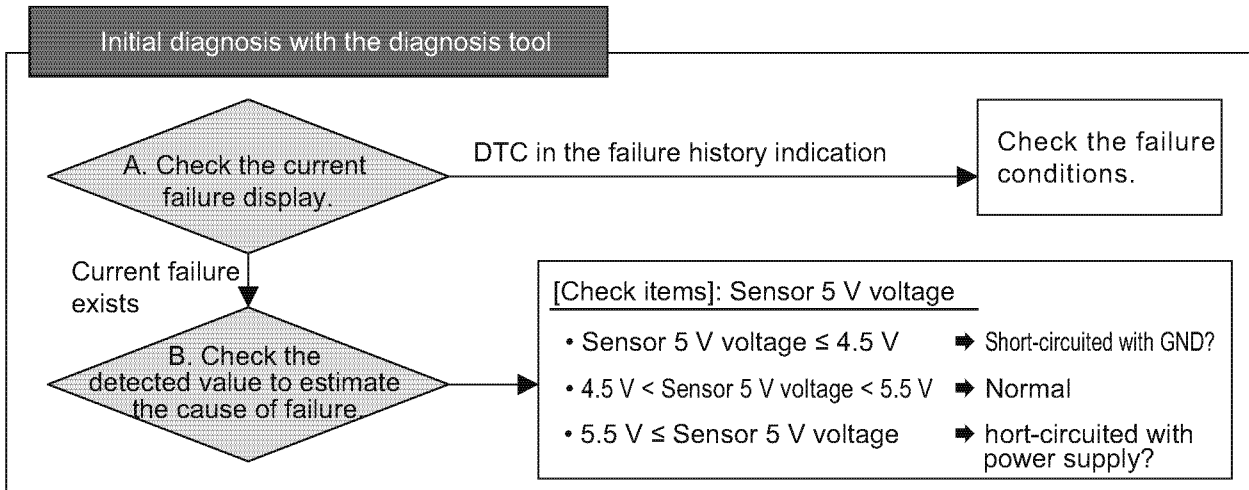 Initial diagnosis with the diagnosis tool
A. Check the current
failure display.
DTC in the failure history indication
Check the failure
conditions.
Current failure
exists
B. Check the
detected value to estimate
the cause of failure.
[Check items]: Sensor 5 V voltage
• Sensor 5 V voltage ≤ 4.5 V ➡ Short-circuited with GND?
• 4.5 V < Sensor 5 V voltage < 5.5 V ➡ Normal
• 5.5 V ≤ Sensor 5 V voltage ➡ hort-circuited with
power supply?